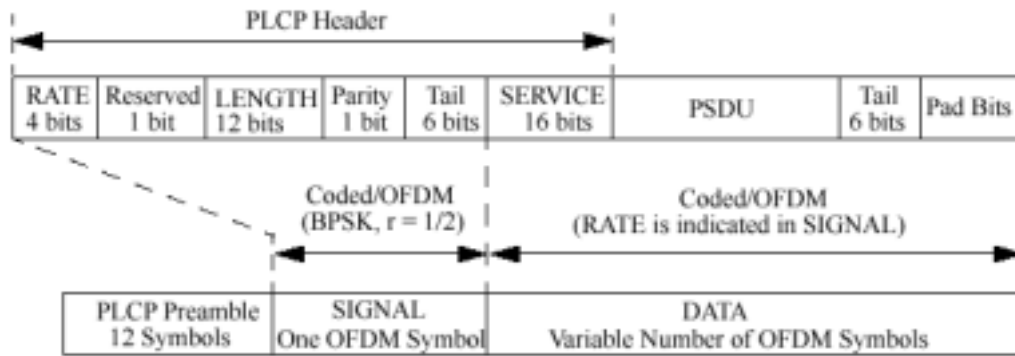 PLCP Header
RATE Reserved LENGTH Parity Tail SERVICE PSDU Tail Pad Bits
4 bits 1 bit 12 bits 1 bit 6 bits 16 bits 6 bits
Coded/OFDM Coded/OFDM
(BPSK, r = 1/2) (RATE is indicated in SIGNAL)
PLCP Preamble SIGNAL DATA
12 Symbols One OFDM Symbol Variable Number of OFDM Symbols